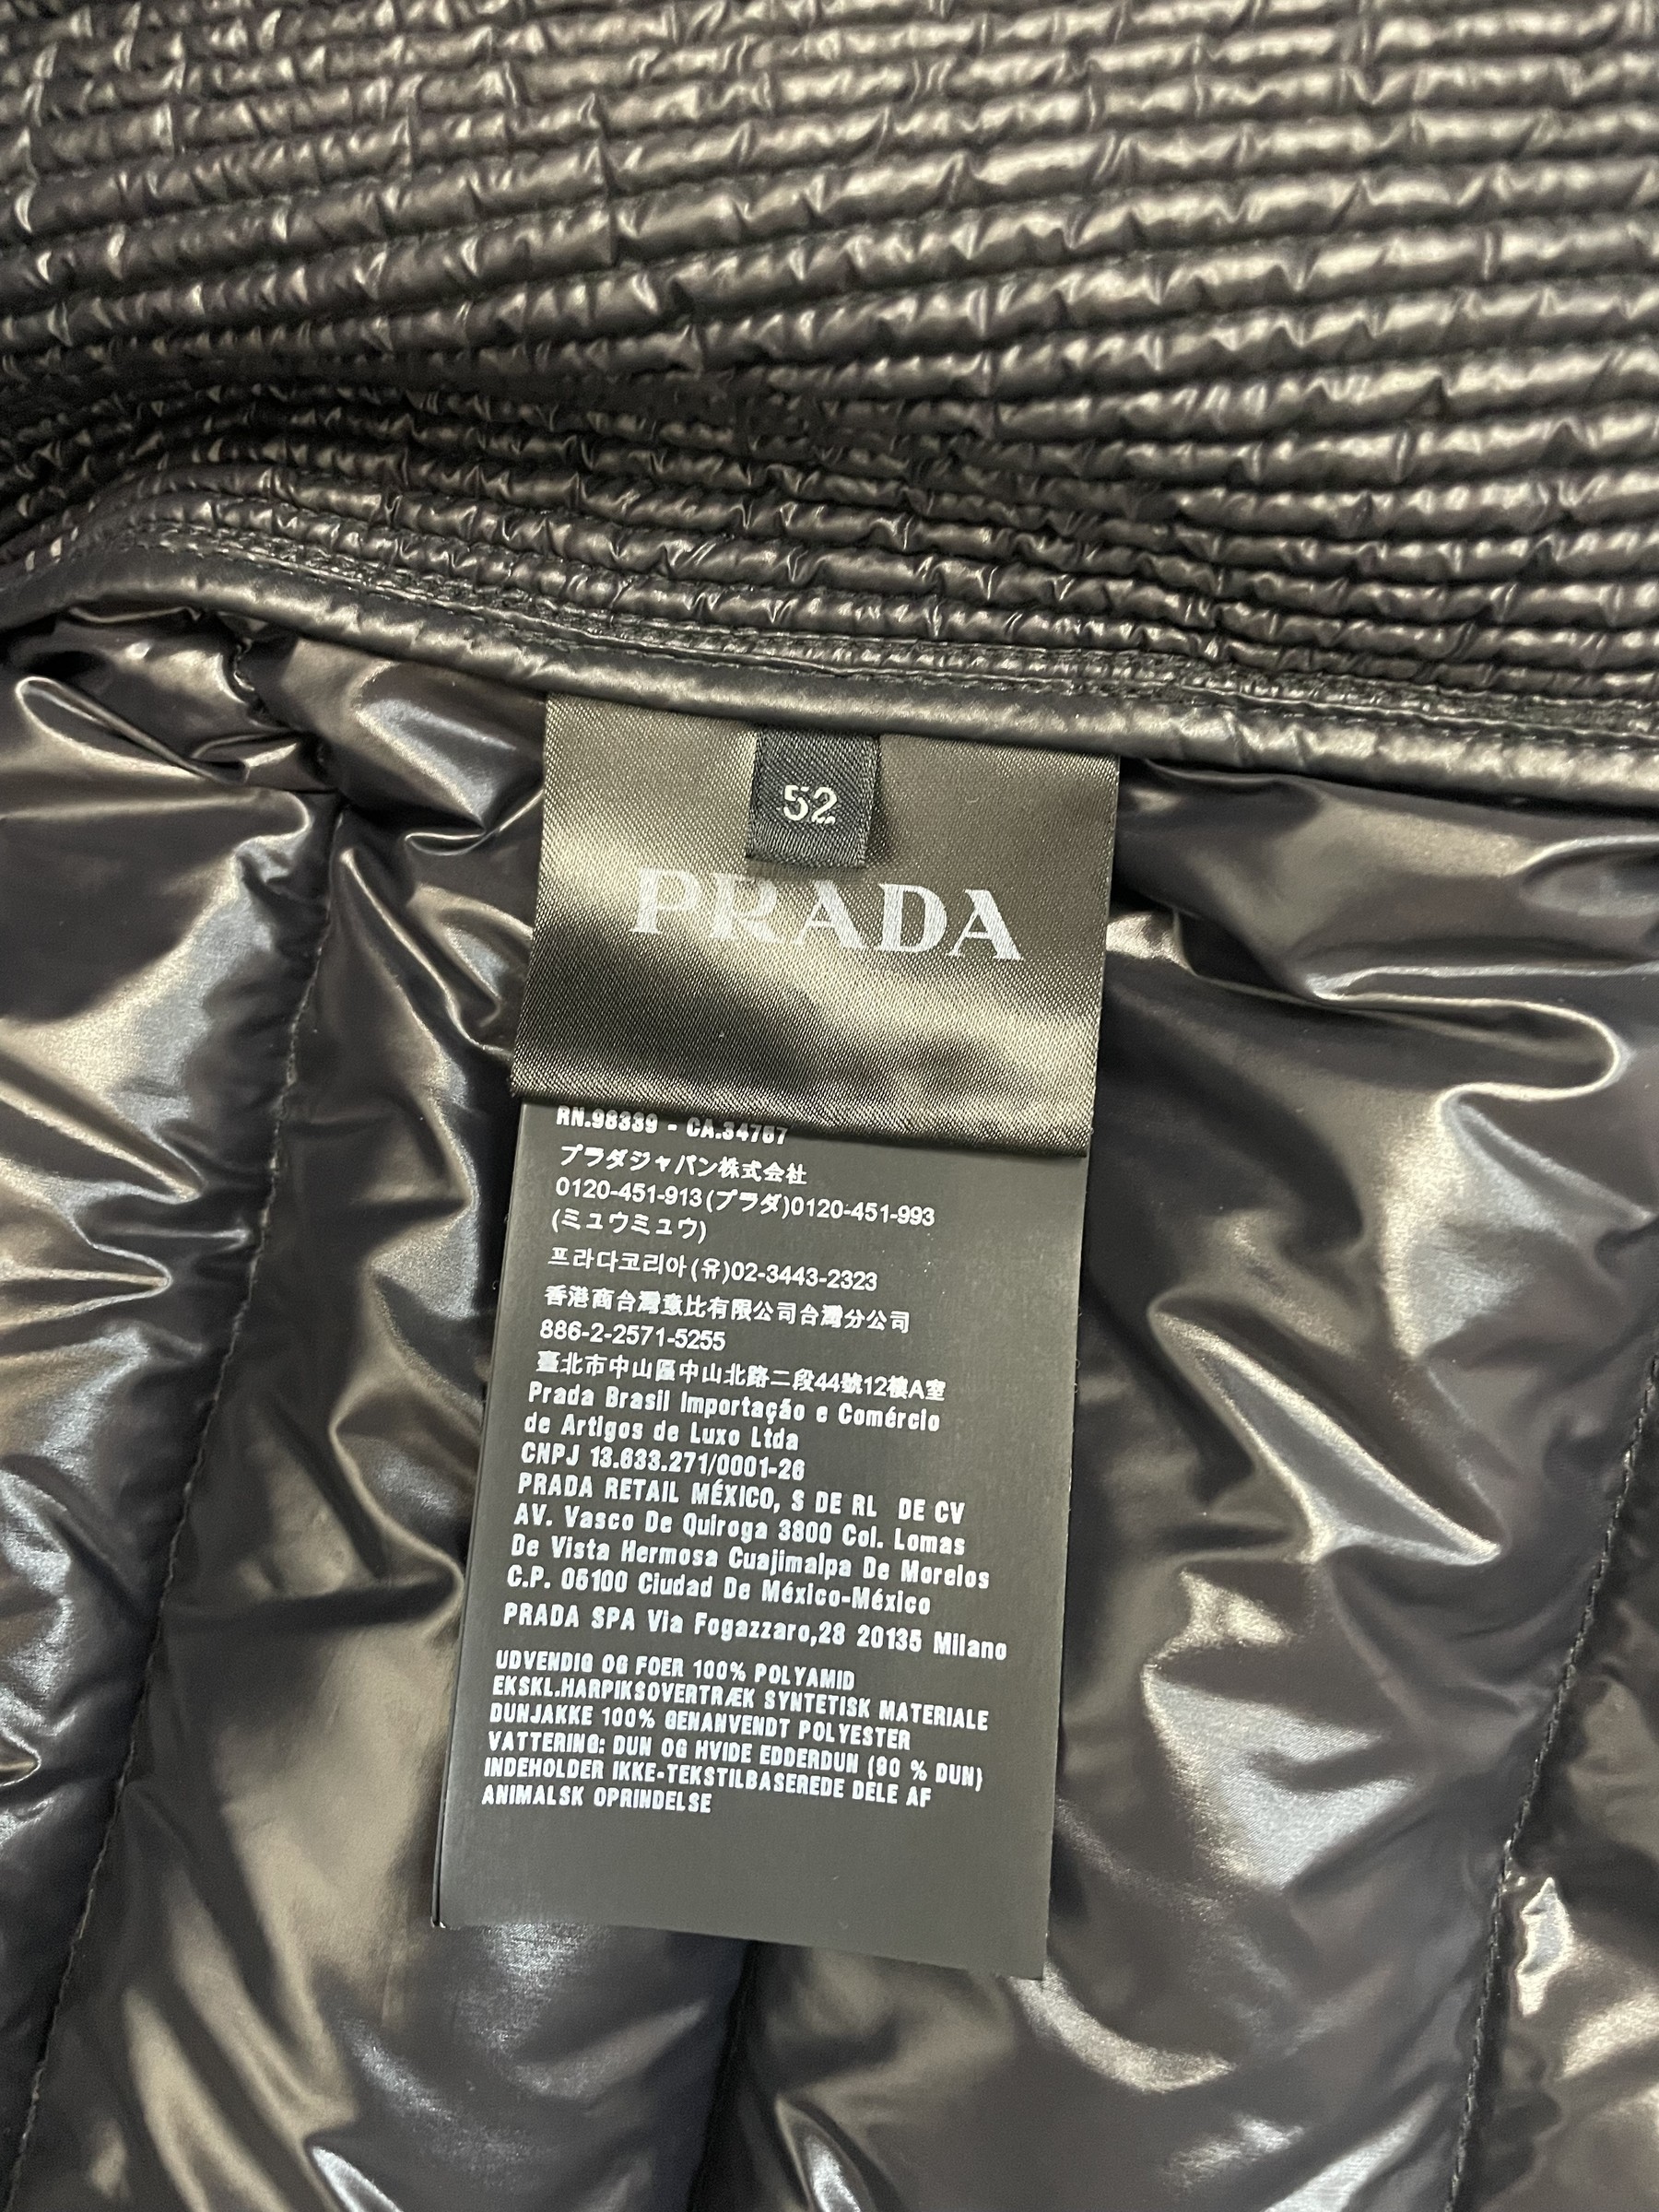 52
PRADA
RN.98339 - CA.34757
プラダジャパン株式会社
0120-451-913(プラダ)0120-451-993
(ミュウミュウ)
프라다코리아(유)02-3443-2323
香港商台灣意比有限公司台灣分公司
886-2-2571-5255
臺北市中山區中山北路二段44號12樓A室
Prada Brasil Importação e Comércio
de Artigos de Luxo Ltda
CNPJ 13.633.271/0001-26
PRADA RETAIL MÉXICO, S DE RL DE CV
AV. Vasco De Quiroga 3800 Col. Lomas
De Vista Hermosa Cuajimalpa De Morelos
C.P. 05100 Ciudad De México-México
PRADA SPA Via Fogazzaro,28 20135 Milano
UDVENDIG OG FOER 100% POLYAMID
EKSKL.HARPIKSOVERTRÆK SYNTETISK MATERIALE
DUNJAKKE 100% GENANVENDT POLYESTER
VATTERING: DUN OG HVIDE EDDERDUN (90 % DUN)
INDEHOLDER IKKE-TEKSTILBASEREDE DELE AF
ANIMALSK OPRINDELSE